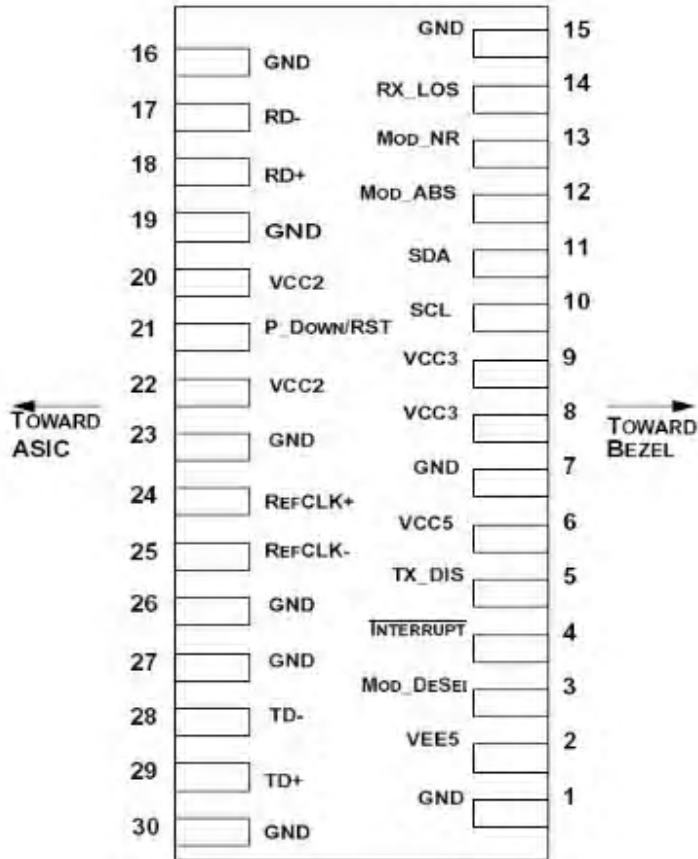 GND 15
16 GND
RX_LOS 14
17 RD-
MOD_NR 13
18 RD+
MOD_ABS 12
19 GND
SDA 11
20 VCC2
SCL 10
21 P_DOWN/RST
VCC3 9
22 VCC2
VCC3 8
TOWARD
ASIC
TOWARD
BEZEL
23 GND
GND 7
24 REFCLK+
VCC5 6
25 REFCLK-
TX_DIS 5
26 GND
INTERRUPT 4
27 GND
MOD_DESEL 3
28 TD-
VEE5 2
29 TD+
GND 1
30 GND